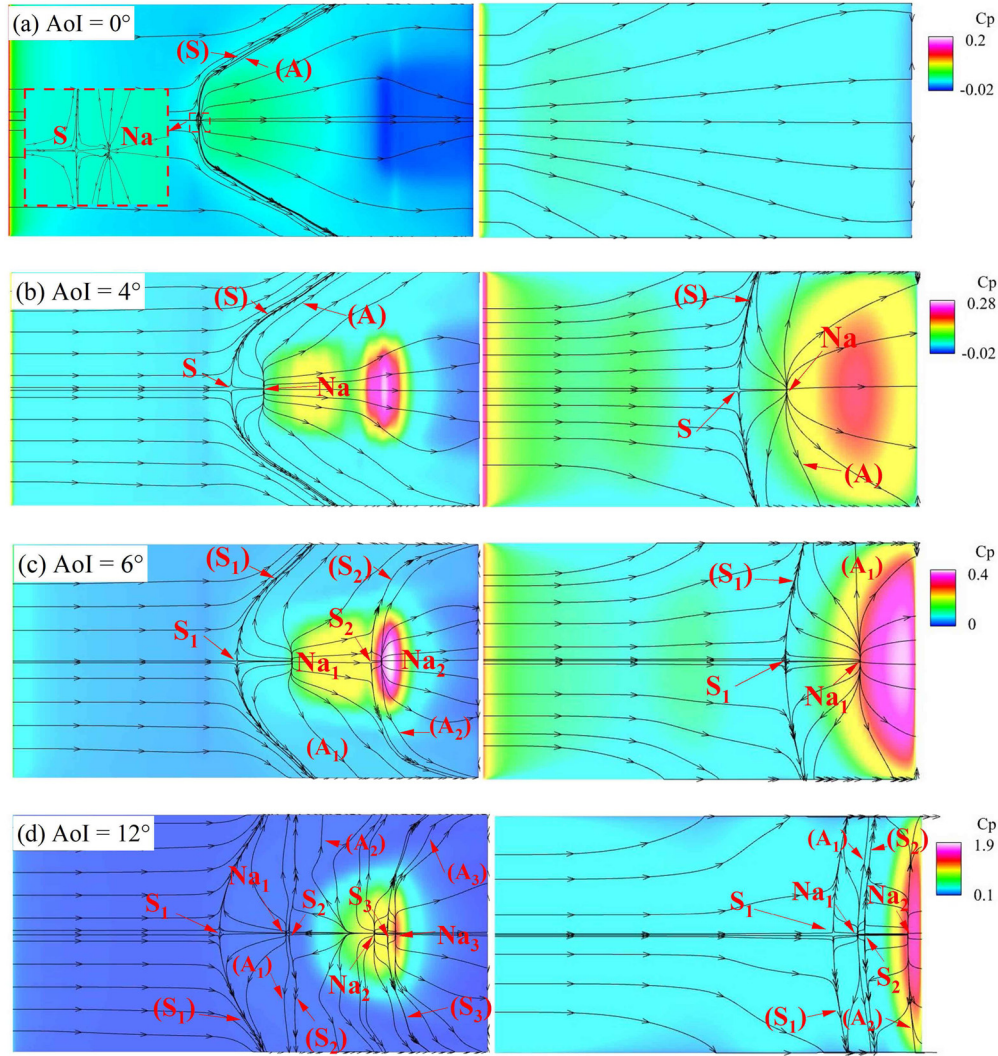 (a) AoI = 0°
(S)
(A)
S
Na
Cp
0.2
-0.02
(b) AoI = 4°
(S)
(A)
S
Na
(S)
Na
S
(A)
Cp
0.28
-0.02
(c) AoI = 6°
(S₁)
(S₂)
S₁
S₂
Na₁
Na₂
(A₁)
(A₂)
(S₁)
(A₁)
S₁
Na₁
Cp
0.4
0
(d) AoI = 12°
(A₂)
(A₃)
Na₁
S₁
S₂
S₃
Na₃
(A₁)
Na₂
(S₁)
(S₂)
(S₃)
(A₁)
(S₂)
Na₁
Na₂
S₁
S₂
(S₁)
(A₂)
Cp
1.9
0.1